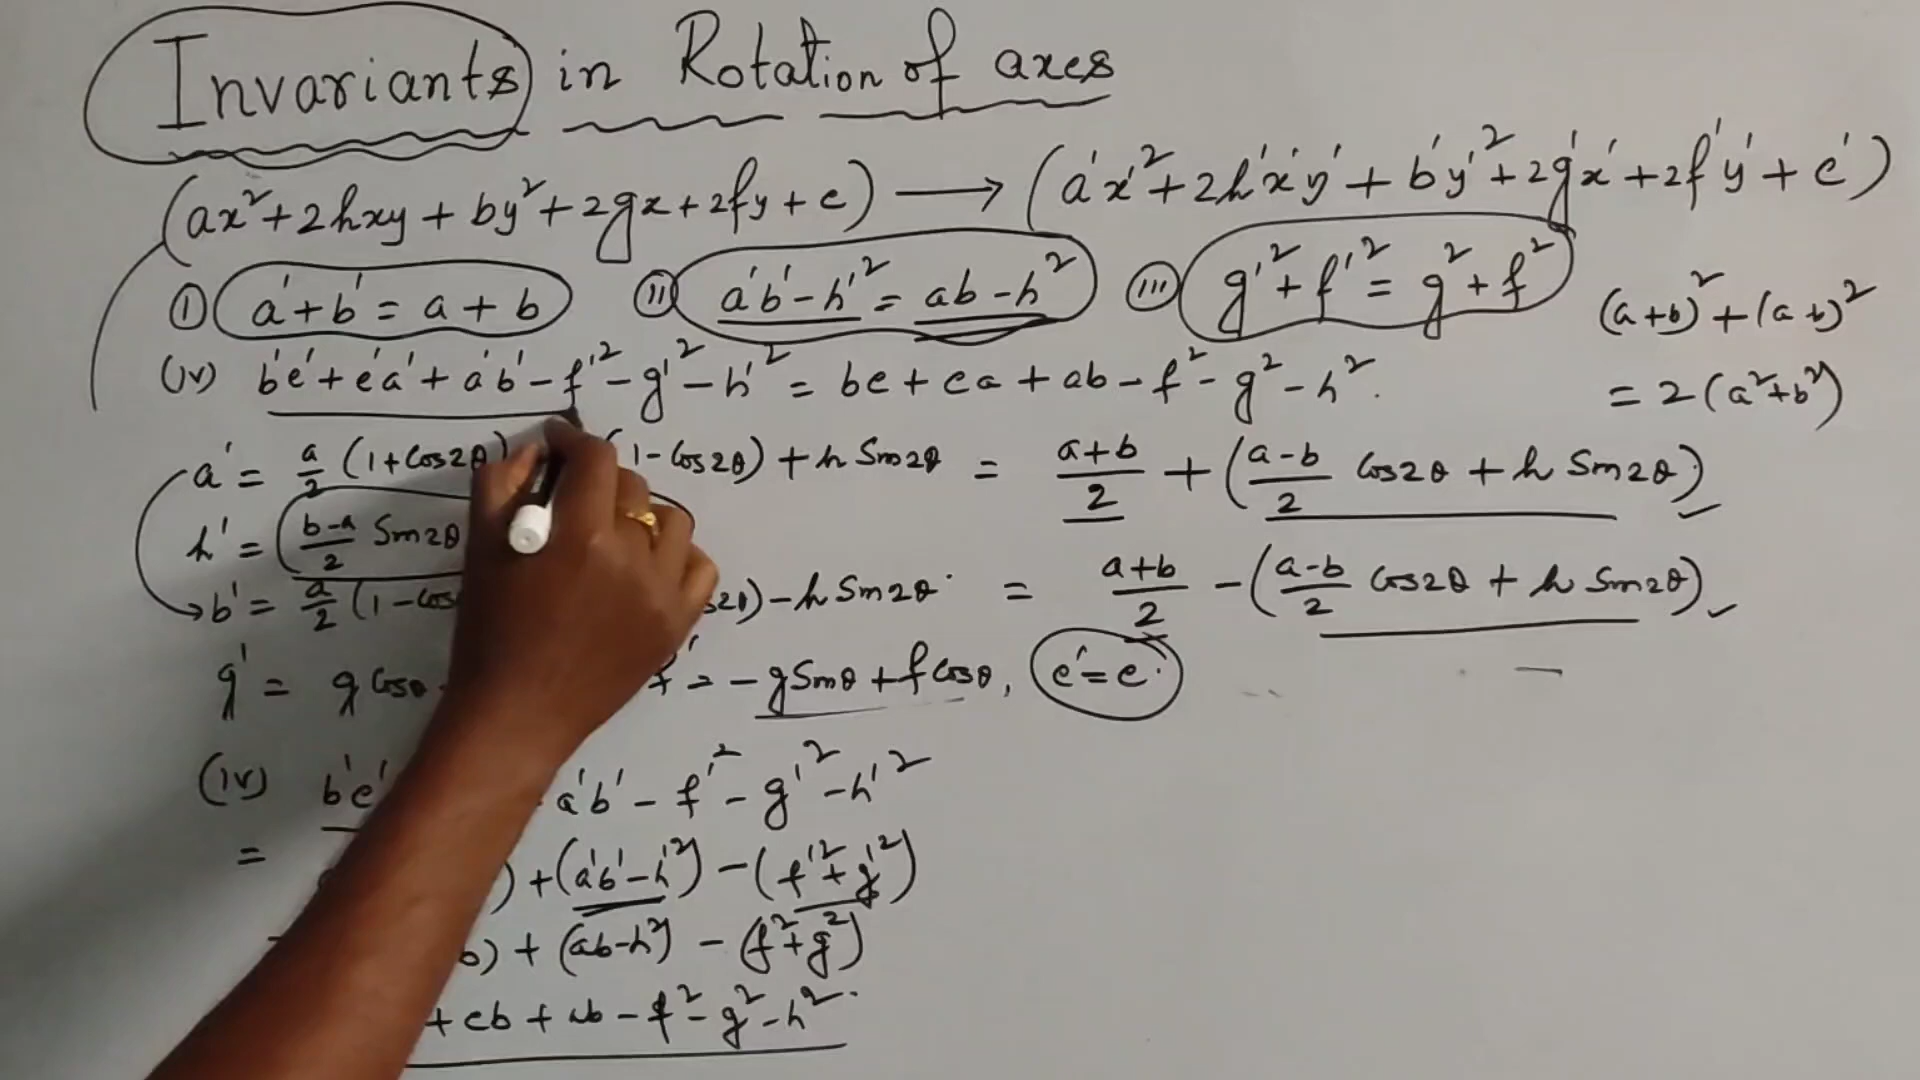 Invariants in Rotation of axes
(ax²+2hxy+by²+2gx+2fy+c) → (a'x'²+2h'x'y'+b'y'²+2g'x'+2f'y'+c')
(I) a'+b' = a+b (II) a'b'-h'² = ab-h² (III) g'²+f'² = g²+f²
(a+b)²+(a-b)²
= 2(a²+b²)
(IV) b'c'+c'a'+a'b'-f'²-g'²-h'² = bc+ca+ab-f²-g²-h².
a' = a/2 (1+Cos2θ) (1-Cos2θ)+h Sin2θ = (a+b)/2 + ((a-b)/2 Cos2θ + h Sin2θ)
h' = (b-a)/2 Sin2θ
b' = a/2 (1-Cos )-h Sin2θ = (a+b)/2 - ((a-b)/2 Cos2θ + h Sin2θ)
g' = g Cosθ f' = -g Sinθ + f Cosθ, c' = c.
(IV) b'c' a'b'-f'²-g'²-h'²
= )+(a'b'-h'²)-(f'²+g'²)
b)+(ab-h²)-(f²+g²)
+cb+ab-f²-g²-h².